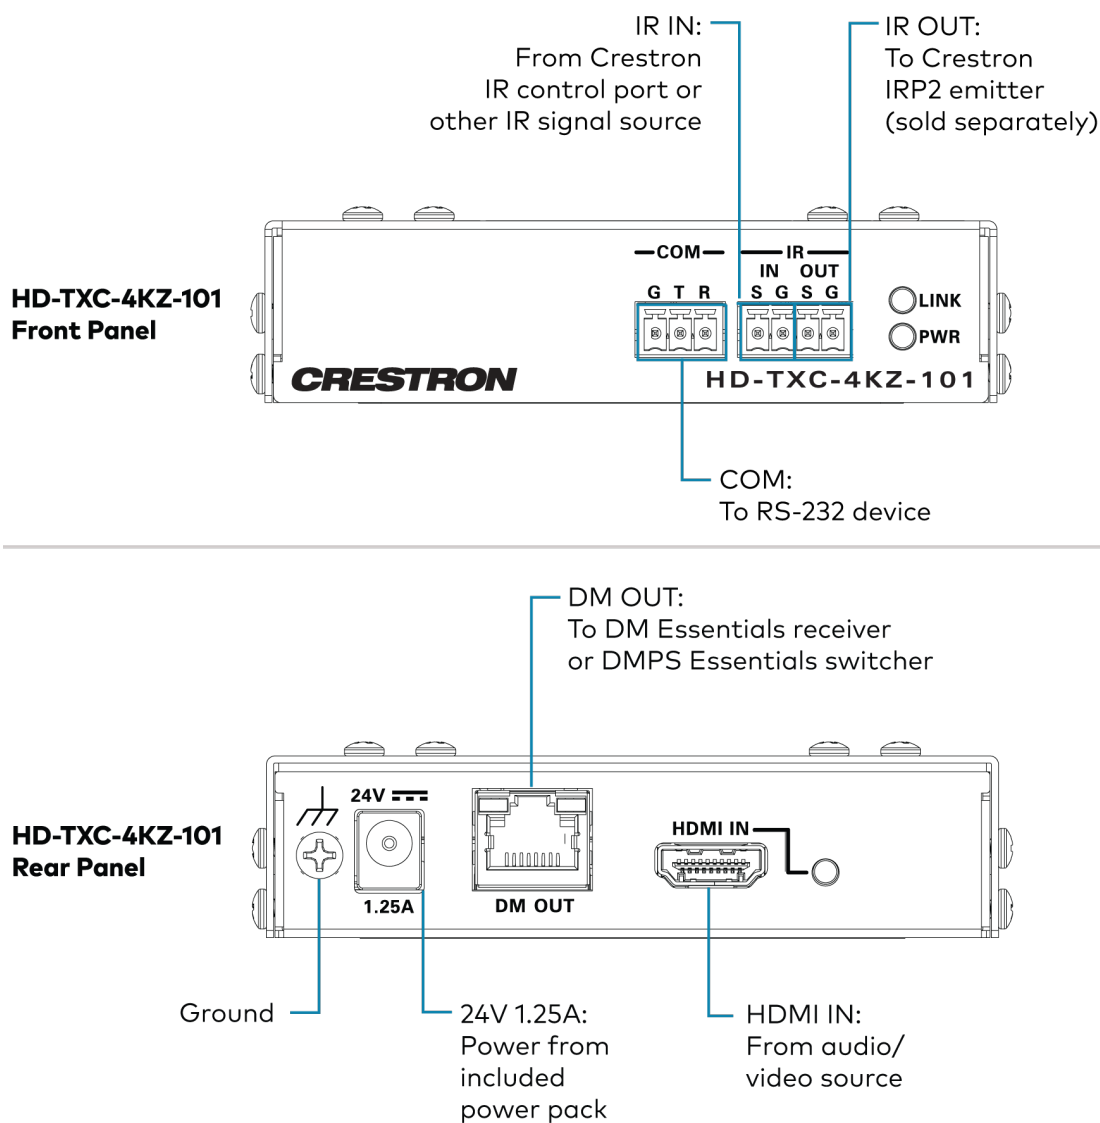 IR IN:
From Crestron
IR control port or
other IR signal source
IR OUT:
To Crestron
IRP2 emitter
(sold separately)
HD-TXC-4KZ-101
Front Panel
COM
IR
IN OUT
G T R
S G S G
LINK
PWR
CRESTRON
HD-TXC-4KZ-101
COM:
To RS-232 device
DM OUT:
To DM Essentials receiver
or DMPS Essentials switcher
HD-TXC-4KZ-101
Rear Panel
24V
1.25A
DM OUT
HDMI IN
Ground
24V 1.25A:
Power from
included
power pack
HDMI IN:
From audio/
video source